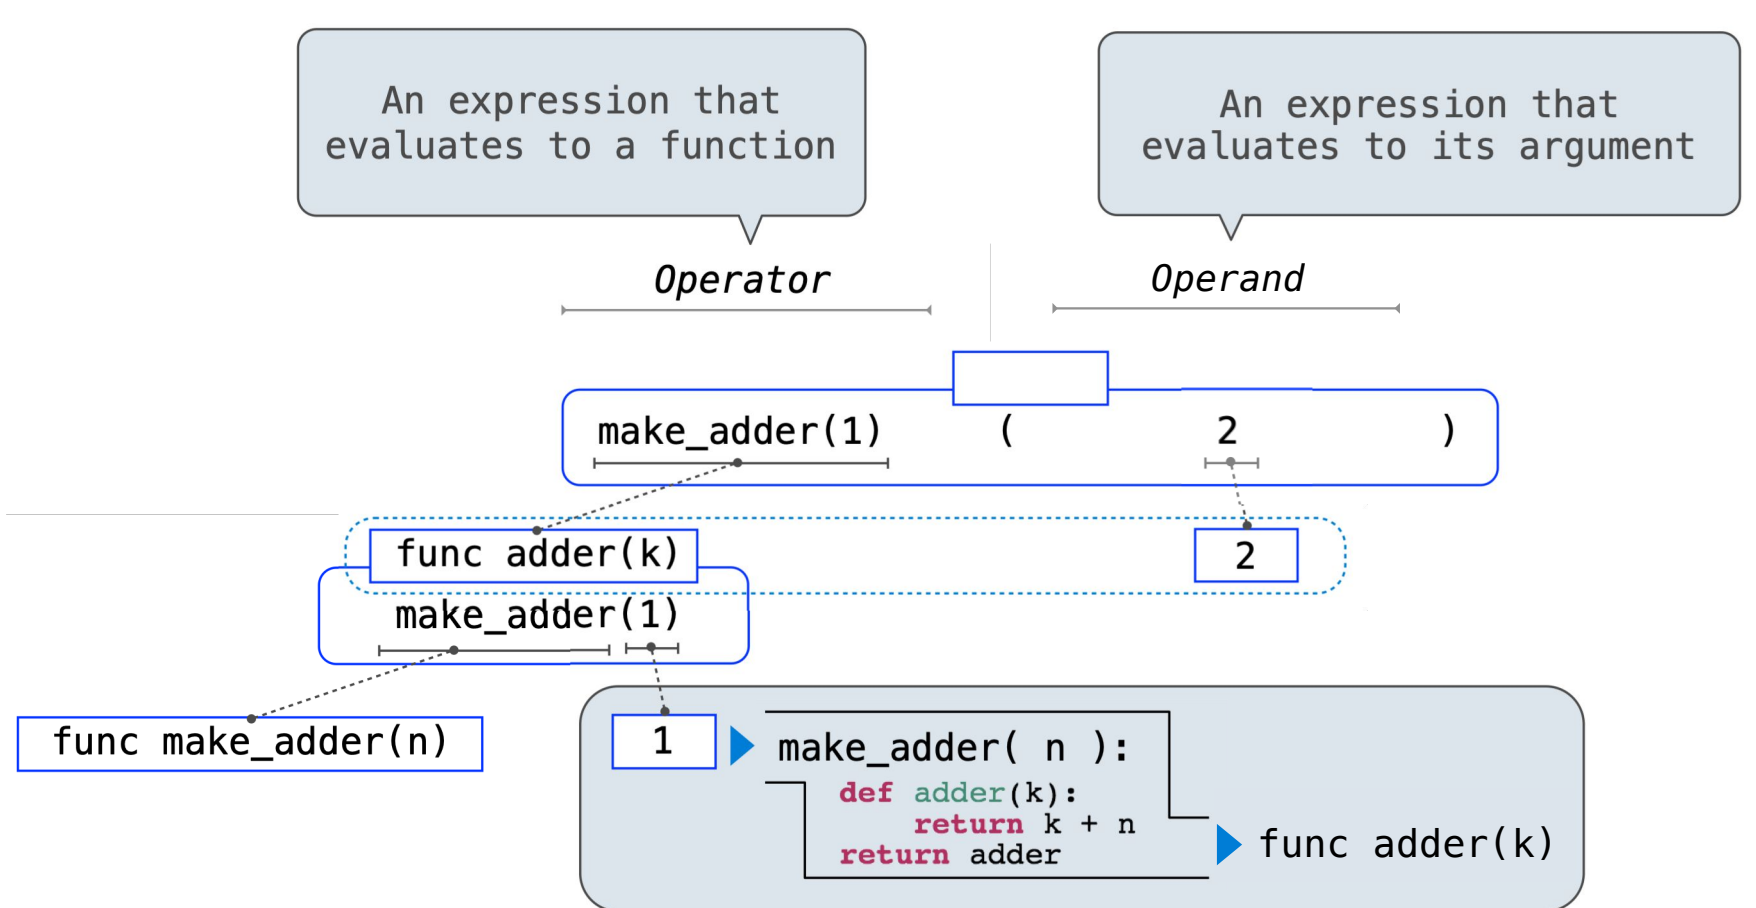 An expression that
evaluates to a function
An expression that
evaluates to its argument
Operator
Operand
make_adder(1) ( 2 )
func adder(k)
2
make_adder(1)
func make_adder(n)
1
make_adder( n ):
def adder(k):
return k + n
return adder
func adder(k)